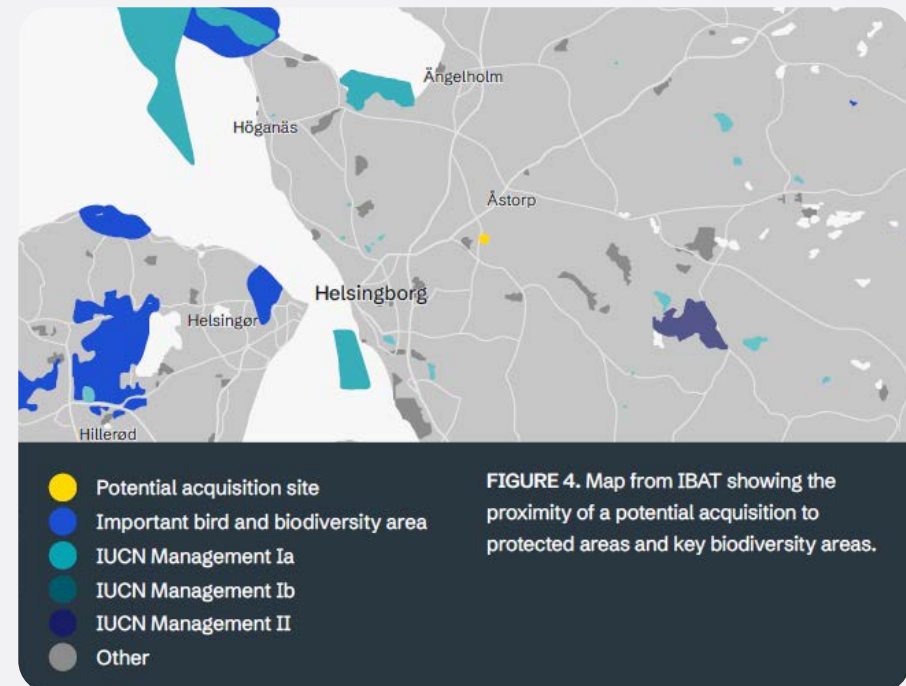 Ängelholm
Höganäs
Åstorp
Helsingborg
Helsingør
Hillerød
Potential acquisition site
Important bird and biodiversity area
IUCN Management Ia
IUCN Management Ib
IUCN Management II
Other
FIGURE 4. Map from IBAT showing the
proximity of a potential acquisition to
protected areas and key biodiversity areas.